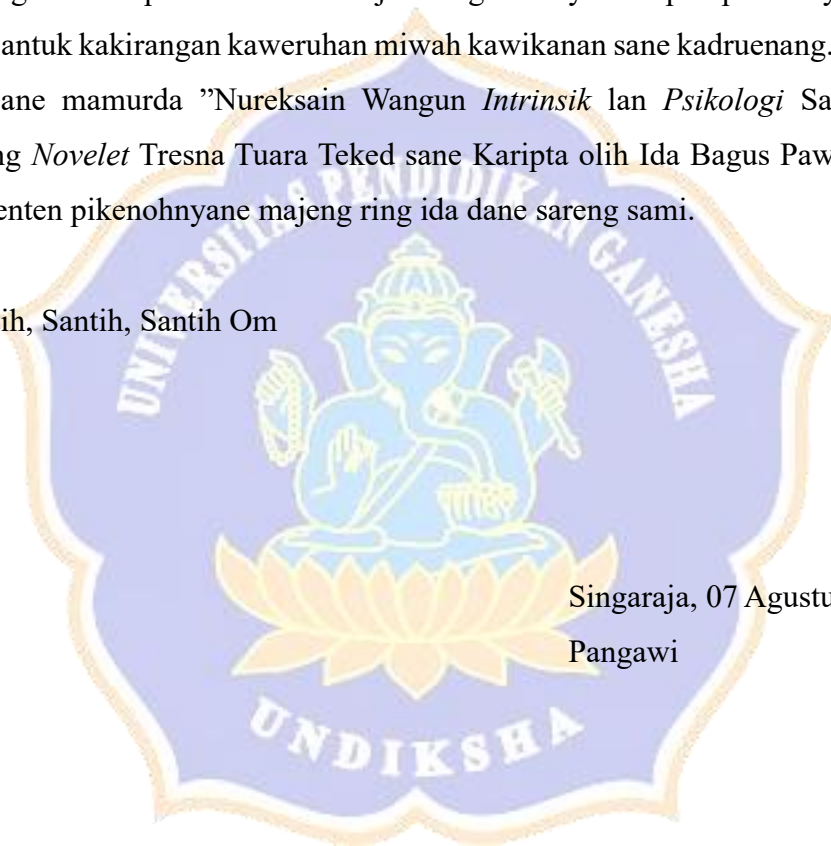 antuk kakirangan kaweruhan miwah kawikanan sane kadruenang.
ane mamurda ”Nureksain Wangun Intrinsik lan Psikologi Sa
ng Novelet Tresna Tuara Teked sane Karipta olih Ida Bagus Paw
enten pikenohnyane majeng ring ida dane sareng sami.
ih, Santih, Santih Om
UNIVERSITAS PENDIDIKAN GANESHA
Singaraja, 07 Agustu
Pangawi
UNDIKSHA